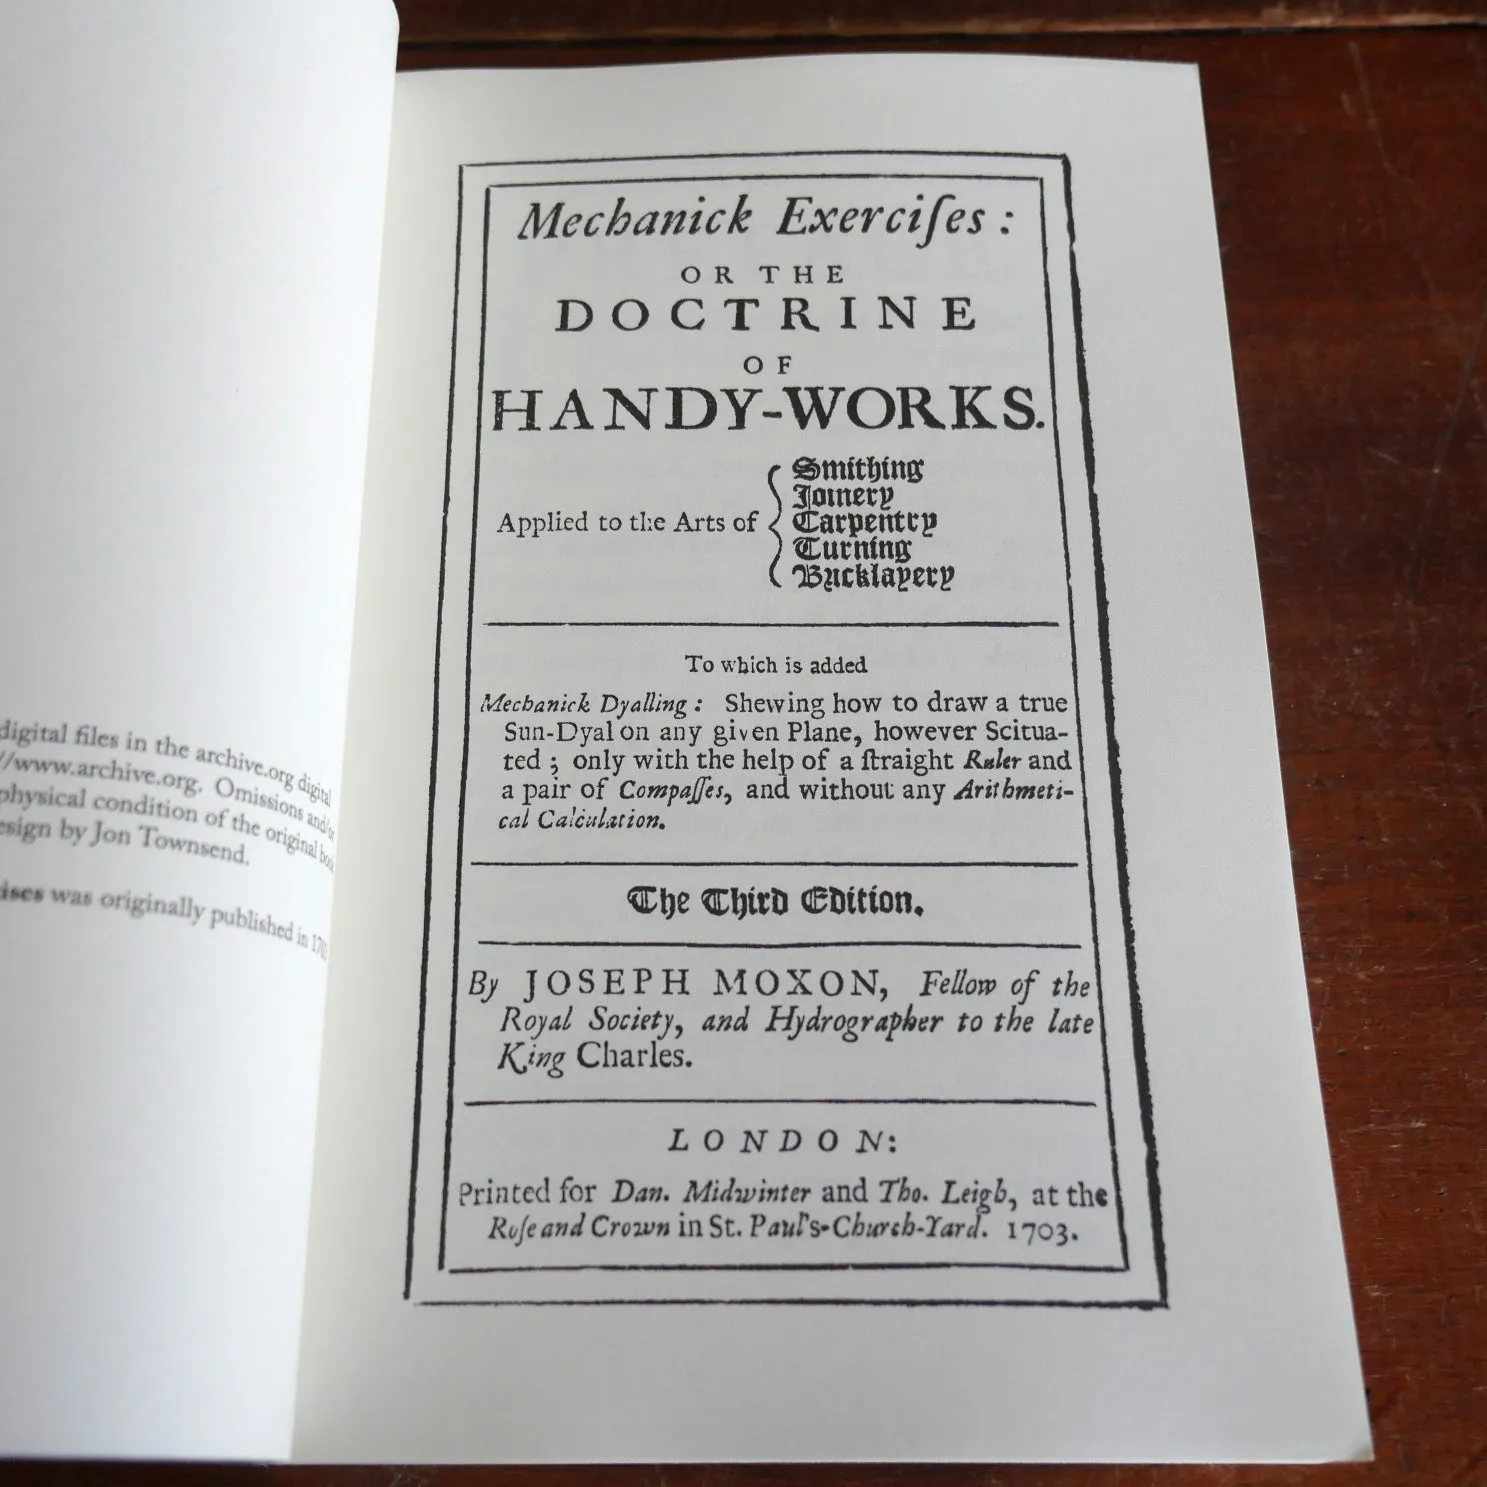 digital files in the archive.org digital
//www.archive.org. Omissions and/or
physical condition of the original
esign by Jon Townsend.
ises was originally published in
Mechanick Exerciſes:
OR THE
DOCTRINE
OF
HANDY-WORKS.
Applied to the Arts of
Smithing
Joinery
Carpentry
Turning
Bricklayery
To which is added
Mechanick Dyalling: Shewing how to draw a true
Sun-Dyal on any given Plane, however Scitua-
ted; only with the help of a ſtraight Ruler and
a pair of Compaſſes, and without any Arithmeti-
cal Calculation.
The Third Edition.
By JOSEPH MOXON, Fellow of the
Royal Society, and Hydrographer to the late
King Charles.
LONDON:
Printed for Dan. Midwinter and Tho. Leigh, at the
Roſe and Crown in St. Paul's-Church-Yard. 1703.